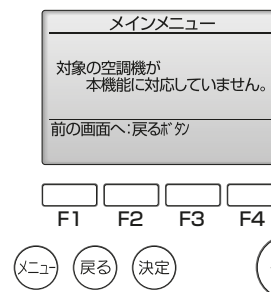 メインメニュー
対象の空調機が
本機能に対応していません。
前の画面へ:戻るボタン
F1 F2 F3 F4
メニュー 戻る 決定